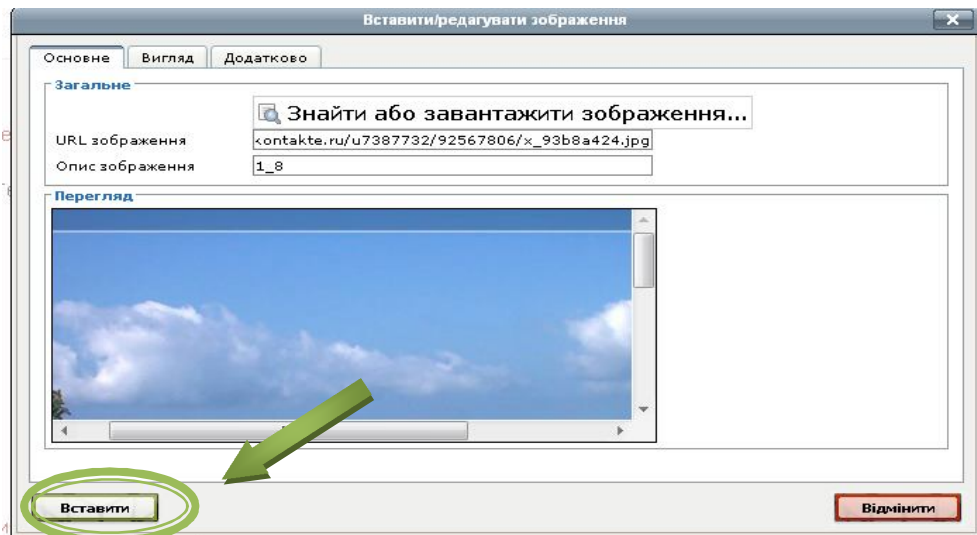 Вставити/редагувати зображення
Основне Вигляд Додатково
Загальне
Знайти або завантажити зображення...
URL зображення контakte.ru/u7387732/92567806/x_93b8a424.jpg
Опис зображення 1_8
Перегляд
Вставити Відмінити